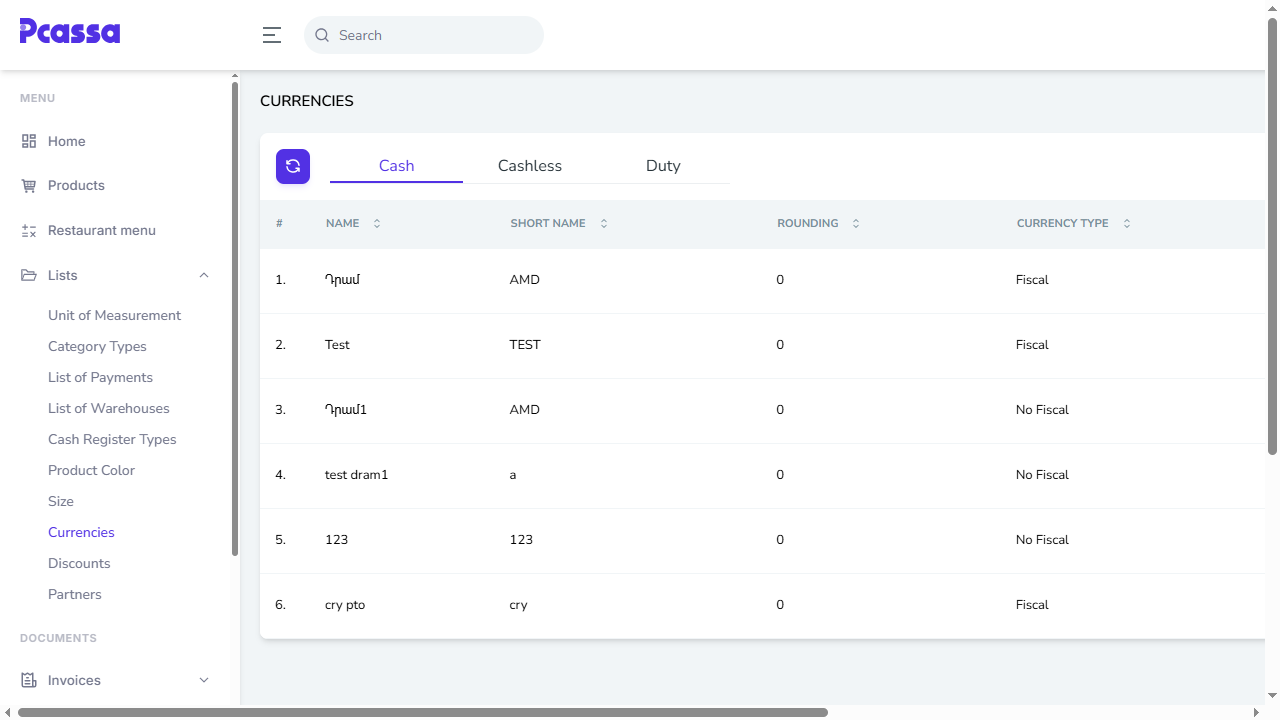 Pcassa
Search
MENU
Home
Products
Restaurant menu
Lists
Unit of Measurement
Category Types
List of Payments
List of Warehouses
Cash Register Types
Product Color
Size
Currencies
Discounts
Partners
DOCUMENTS
Invoices
CURRENCIES
Cash Cashless Duty
# NAME SHORT NAME ROUNDING CURRENCY TYPE
1. Դրամ AMD 0 Fiscal
2. Test TEST 0 Fiscal
3. Դրամ1 AMD 0 No Fiscal
4. test dram1 a 0 No Fiscal
5. 123 123 0 No Fiscal
6. cry pto cry 0 Fiscal